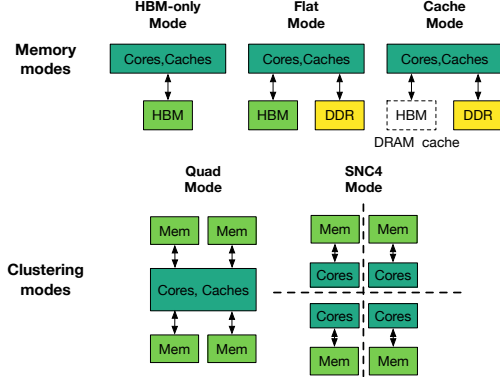 HBM-only
Mode
Flat
Mode
Cache
Mode
Memory
modes
Cores,Caches
Cores,Caches
Cores,Caches
HBM
HBM
DDR
HBM
DDR
DRAM cache
Quad
Mode
SNC4
Mode
Clustering
modes
Mem
Mem
Mem
Mem
Cores, Caches
Cores
Cores
Cores
Cores
Mem
Mem
Mem
Mem